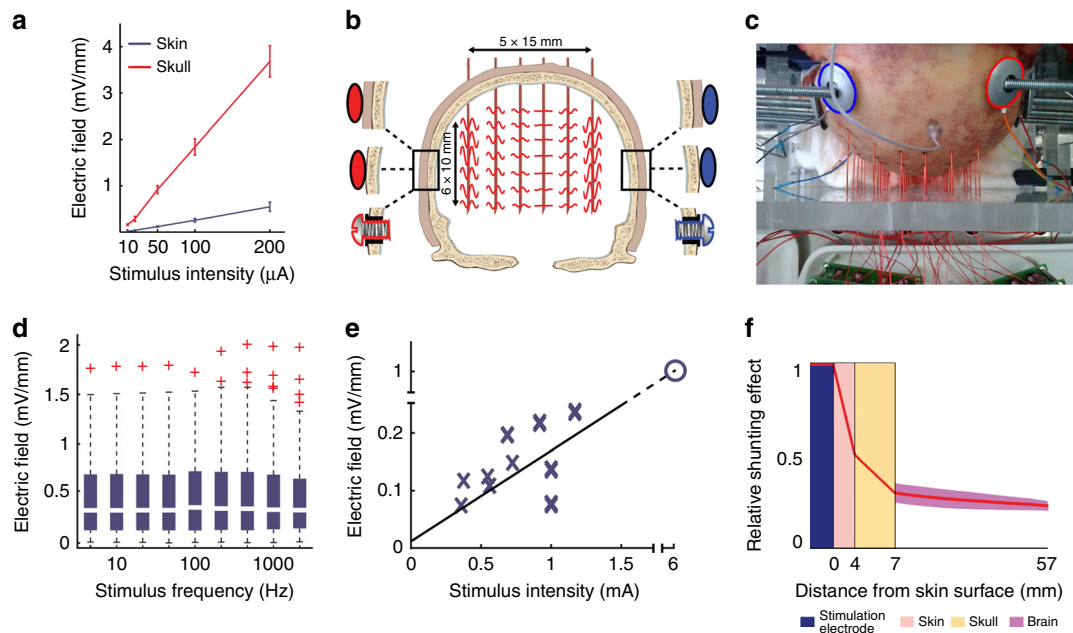 a
Electric field (mV/mm)
4
3
2
1
Skin
Skull
10 50 100 200
Stimulus intensity (μA)
b
5 × 15 mm
6 × 10 mm
c
d
Electric field (mV/mm)
2
1.5
1
0.5
0
10 100 1000
Stimulus frequency (Hz)
e
Electric field (mV/mm)
1
0.2
0.1
0
0 0.5 1 1.5 6
Stimulus intensity (mA)
f
Relative shunting effect
1
0.5
0
0 4 7 57
Distance from skin surface (mm)
Stimulation
electrode
Skin
Skull
Brain